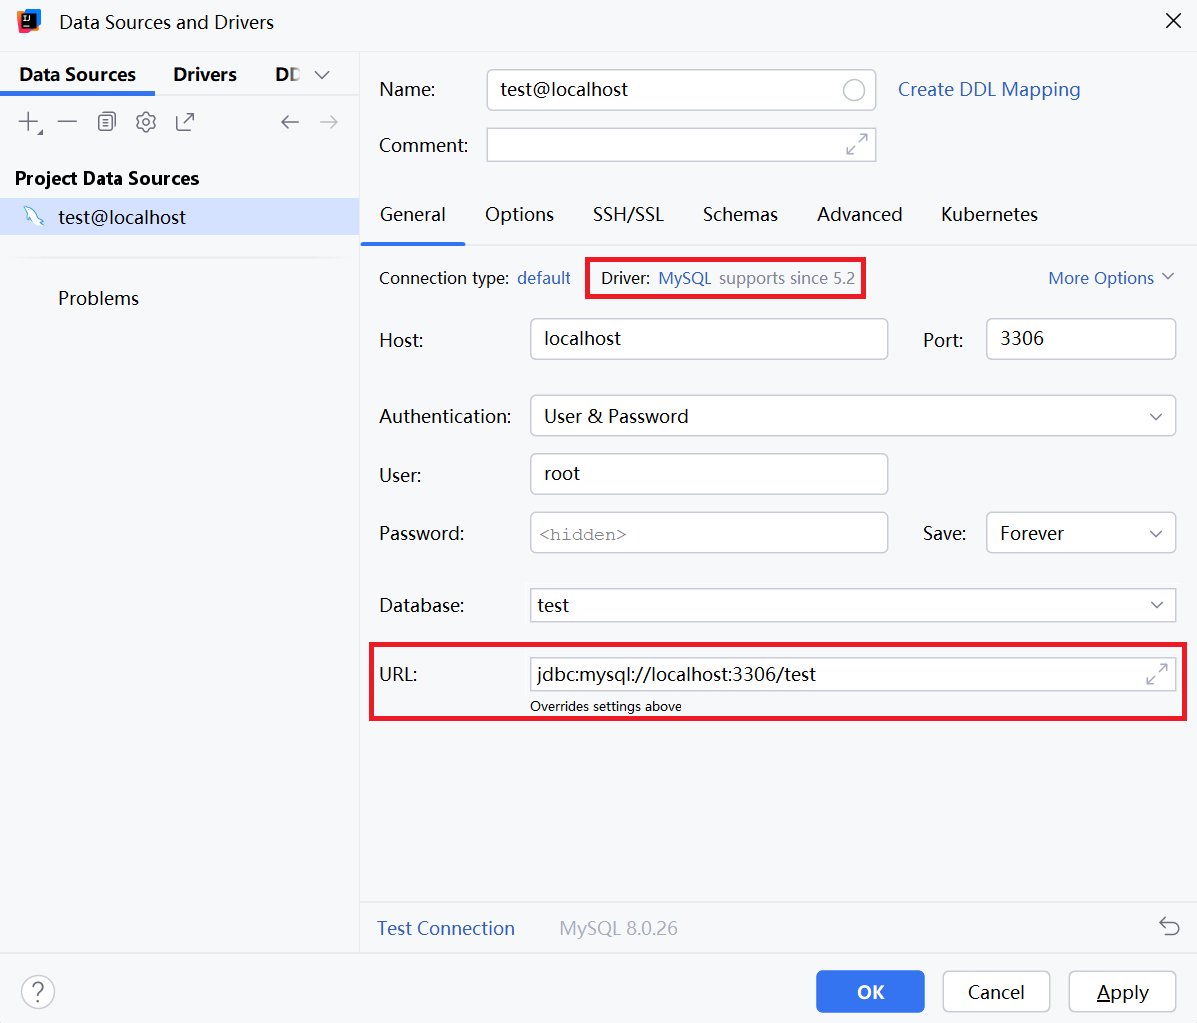 Data Sources and Drivers
Data Sources Drivers DD
Project Data Sources
test@localhost
Problems
Name: test@localhost Create DDL Mapping
Comment:
General Options SSH/SSL Schemas Advanced Kubernetes
Connection type: default Driver: MySQL supports since 5.2 More Options
Host: localhost Port: 3306
Authentication: User & Password
User: root
Password: <hidden> Save: Forever
Database: test
URL: jdbc:mysql://localhost:3306/test
Overrides settings above
Test Connection MySQL 8.0.26
? OK Cancel Apply